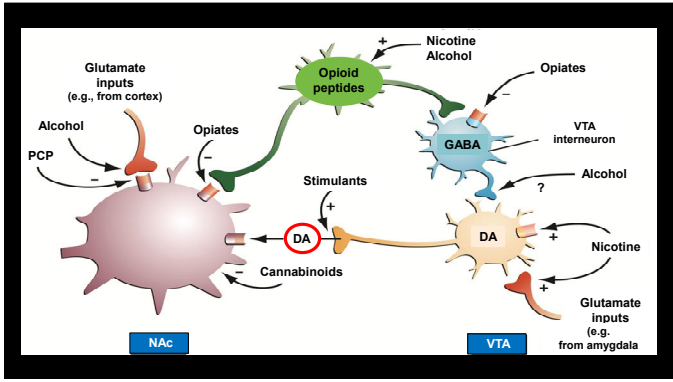 Nicotine
Alcohol
+
Opioid
peptides
Glutamate
inputs
(e.g., from cortex)
Opiates
–
Alcohol
Opiates
–
PCP
–
GABA
VTA
interneuron
Stimulants
+
Alcohol
?
DA
DA
+
Nicotine
+
Cannabinoids
–
Glutamate
inputs
(e.g.
from amygdala
NAc
VTA